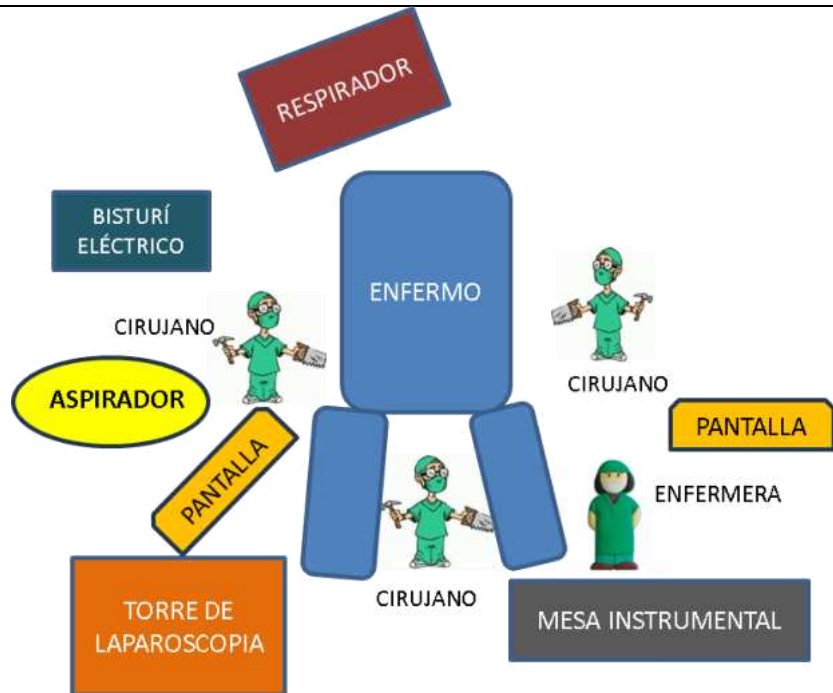 RESPIRADOR
BISTURÍ
ELÉCTRICO
ENFERMO
CIRUJANO
CIRUJANO
ASPIRADOR
PANTALLA
PANTALLA
ENFERMERA
CIRUJANO
TORRE DE
LAPAROSCOPIA
MESA INSTRUMENTAL